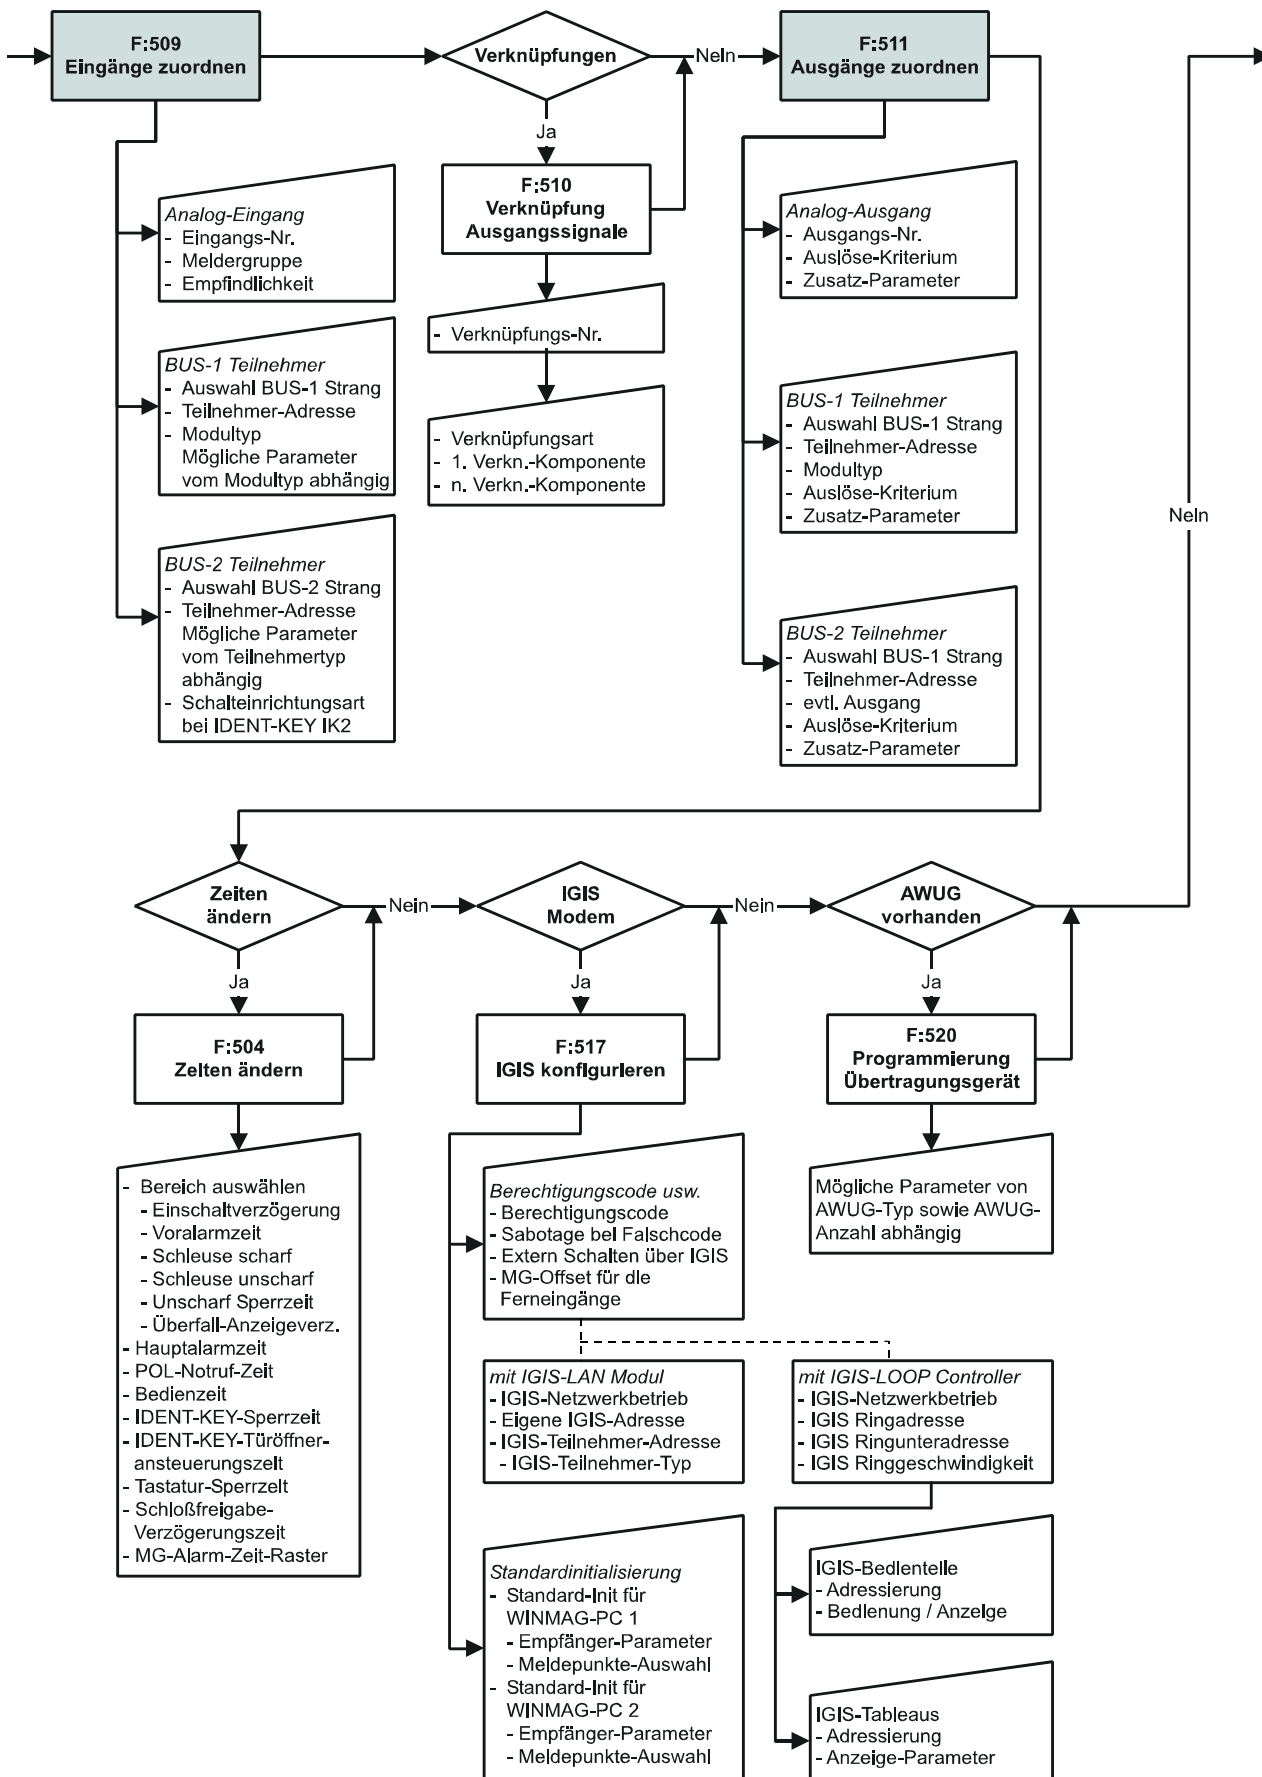 F:509
Eingänge zuordnen
Verknüpfungen
Nein
F:511
Ausgänge zuordnen
Ja
F:510
Verknüpfung
Ausgangssignale
Analog-Eingang
- Eingangs-Nr.
- Meldergruppe
- Empfindlichkeit
- Verknüpfungs-Nr.
Analog-Ausgang
- Ausgangs-Nr.
- Auslöse-Kriterium
- Zusatz-Parameter
BUS-1 Teilnehmer
- Auswahl BUS-1 Strang
- Teilnehmer-Adresse
- Modultyp
Mögliche Parameter
vom Modultyp abhängig
- Verknüpfungsart
- 1. Verkn.-Komponente
- n. Verkn.-Komponente
BUS-1 Teilnehmer
- Auswahl BUS-1 Strang
- Teilnehmer-Adresse
- Modultyp
- Auslöse-Kriterium
- Zusatz-Parameter
Nein
BUS-2 Teilnehmer
- Auswahl BUS-2 Strang
- Teilnehmer-Adresse
Mögliche Parameter
vom Teilnehmertyp
abhängig
- Schalteinrichtungsart
bei IDENT-KEY IK2
BUS-2 Teilnehmer
- Auswahl BUS-1 Strang
- Teilnehmer-Adresse
- evtl. Ausgang
- Auslöse-Kriterium
- Zusatz-Parameter
Zeiten
ändern
Nein
IGIS
Modem
Nein
AWUG
vorhanden
Ja
Ja
Ja
F:504
Zeiten ändern
F:517
IGIS konfigurieren
F:520
Programmierung
Übertragungsgerät
- Bereich auswählen
- Einschaltverzögerung
- Voralarmzeit
- Schleuse scharf
- Schleuse unscharf
- Unscharf Sperrzeit
- Überfall-Anzeigeverz.
- Hauptalarmzeit
- POL-Notruf-Zeit
- Bedienzeit
- IDENT-KEY-Sperrzeit
- IDENT-KEY-Türöffner-
ansteuerungszeit
- Tastatur-Sperrzeit
- Schloßfreigabe-
Verzögerungszeit
- MG-Alarm-Zeit-Raster
Berechtigungscode usw.
- Berechtigungscode
- Sabotage bei Falschcode
- Extern Schalten über IGIS
- MG-Offset für die
Ferneingänge
Mögliche Parameter von
AWUG-Typ sowie AWUG-
Anzahl abhängig
mit IGIS-LAN Modul
- IGIS-Netzwerkbetrieb
- Eigene IGIS-Adresse
- IGIS-Teilnehmer-Adresse
- IGIS-Teilnehmer-Typ
mit IGIS-LOOP Controller
- IGIS-Netzwerkbetrieb
- IGIS Ringadresse
- IGIS Ringunteradresse
- IGIS Ringgeschwindigkeit
Standardinitialisierung
- Standard-Init für
WINMAG-PC 1
- Empfänger-Parameter
- Meldepunkte-Auswahl
- Standard-Init für
WINMAG-PC 2
- Empfänger-Parameter
- Meldepunkte-Auswahl
IGIS-Bedienteile
- Adressierung
- Bedienung / Anzeige
IGIS-Tableaus
- Adressierung
- Anzeige-Parameter